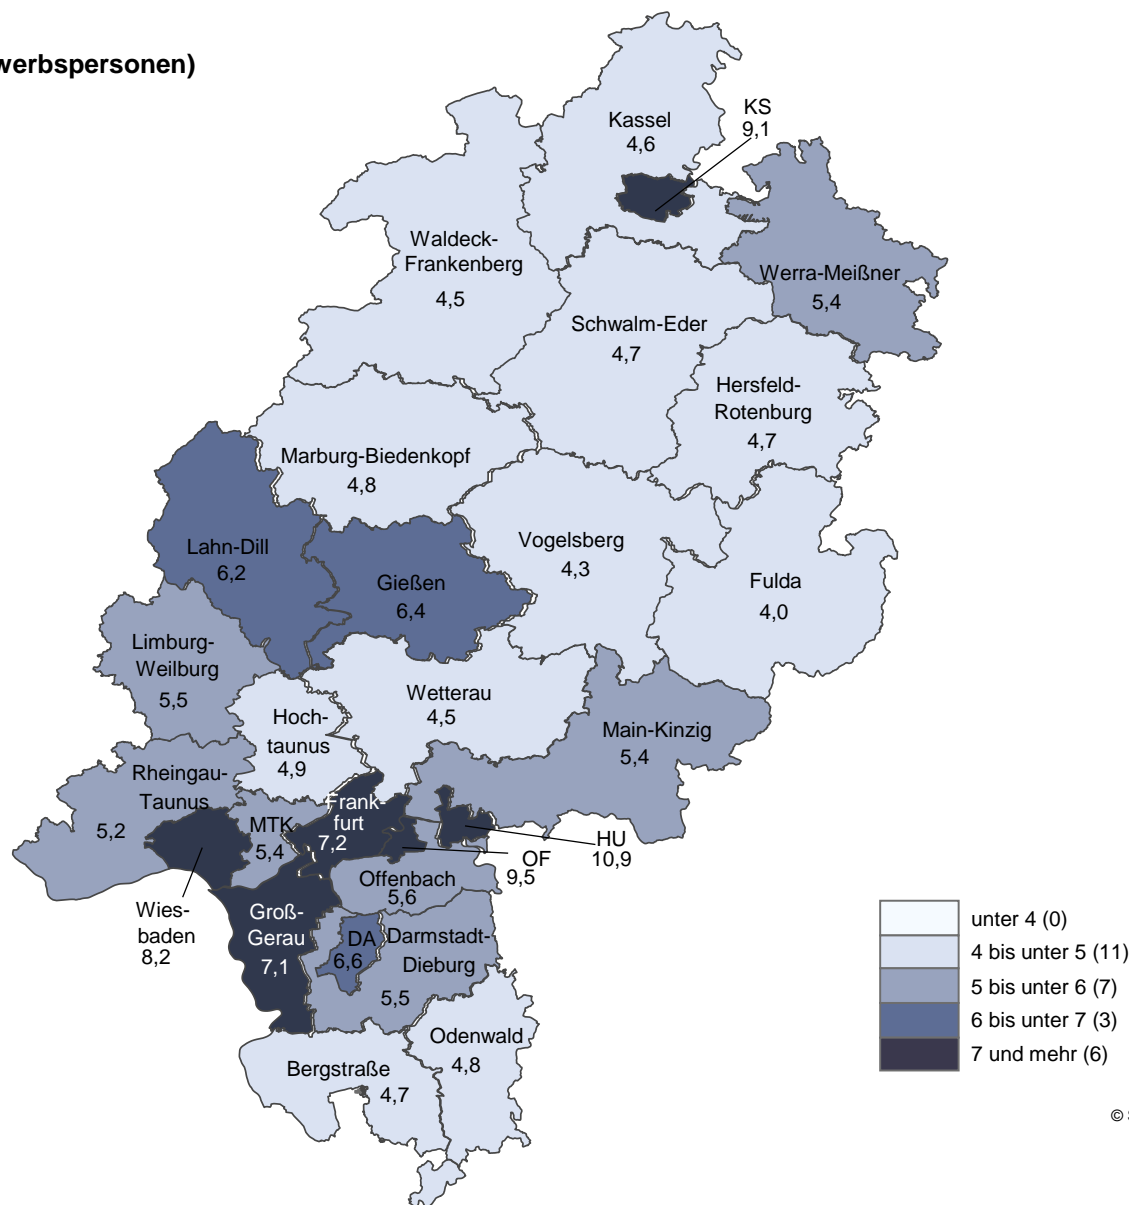 werbspersonen)
Kassel
4,6
KS
9,1
Waldeck-
Frankenberg
4,5
Werra-Meißner
5,4
Schwalm-Eder
4,7
Hersfeld-
Rotenburg
4,7
Marburg-Biedenkopf
4,8
Lahn-Dill
6,2
Gießen
6,4
Vogelsberg
4,3
Fulda
4,0
Limburg-
Weilburg
5,5
Wetterau
4,5
Hoch-
taunus
4,9
Main-Kinzig
5,4
Rheingau-
Taunus
5,2
MTK
5,4
Frank-
furt
7,2
HU
10,9
OF
9,5
Offenbach
5,6
Wies-
baden
8,2
Groß-
Gerau
7,1
DA
6,6
Darmstadt-
Dieburg
5,5
Odenwald
4,8
Bergstraße
4,7
unter 4 (0)
4 bis unter 5 (11)
5 bis unter 6 (7)
6 bis unter 7 (3)
7 und mehr (6)
©